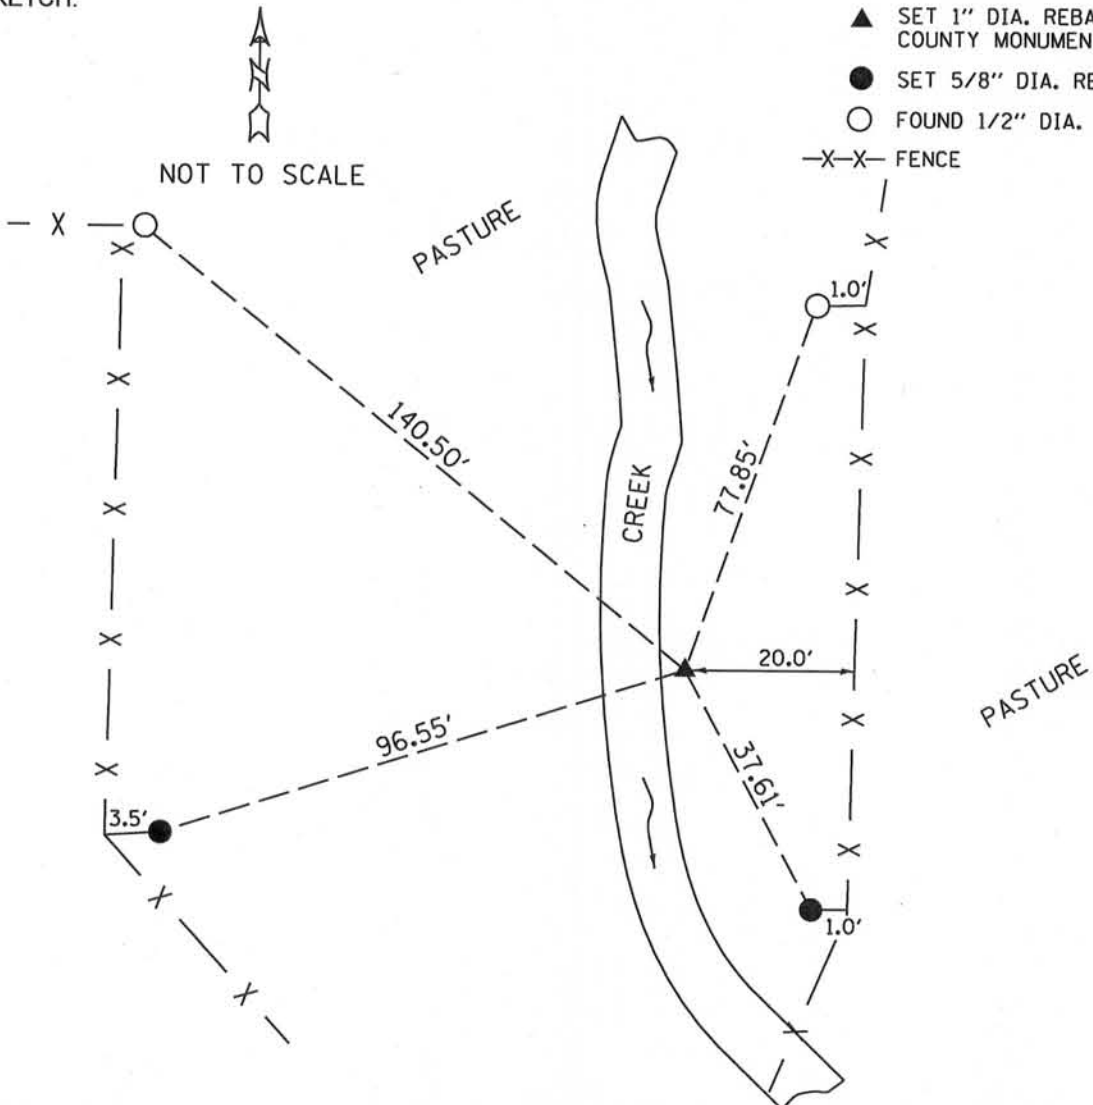 SET 1" DIA. REBA
COUNTY MONUMEN
SET 5/8" DIA. RE
FOUND 1/2" DIA.
—X—X— FENCE
N
NOT TO SCALE
PASTURE
1.0'
140.50'
77.85'
CREEK
20.0'
PASTURE
96.55'
37.61'
3.5'
1.0'